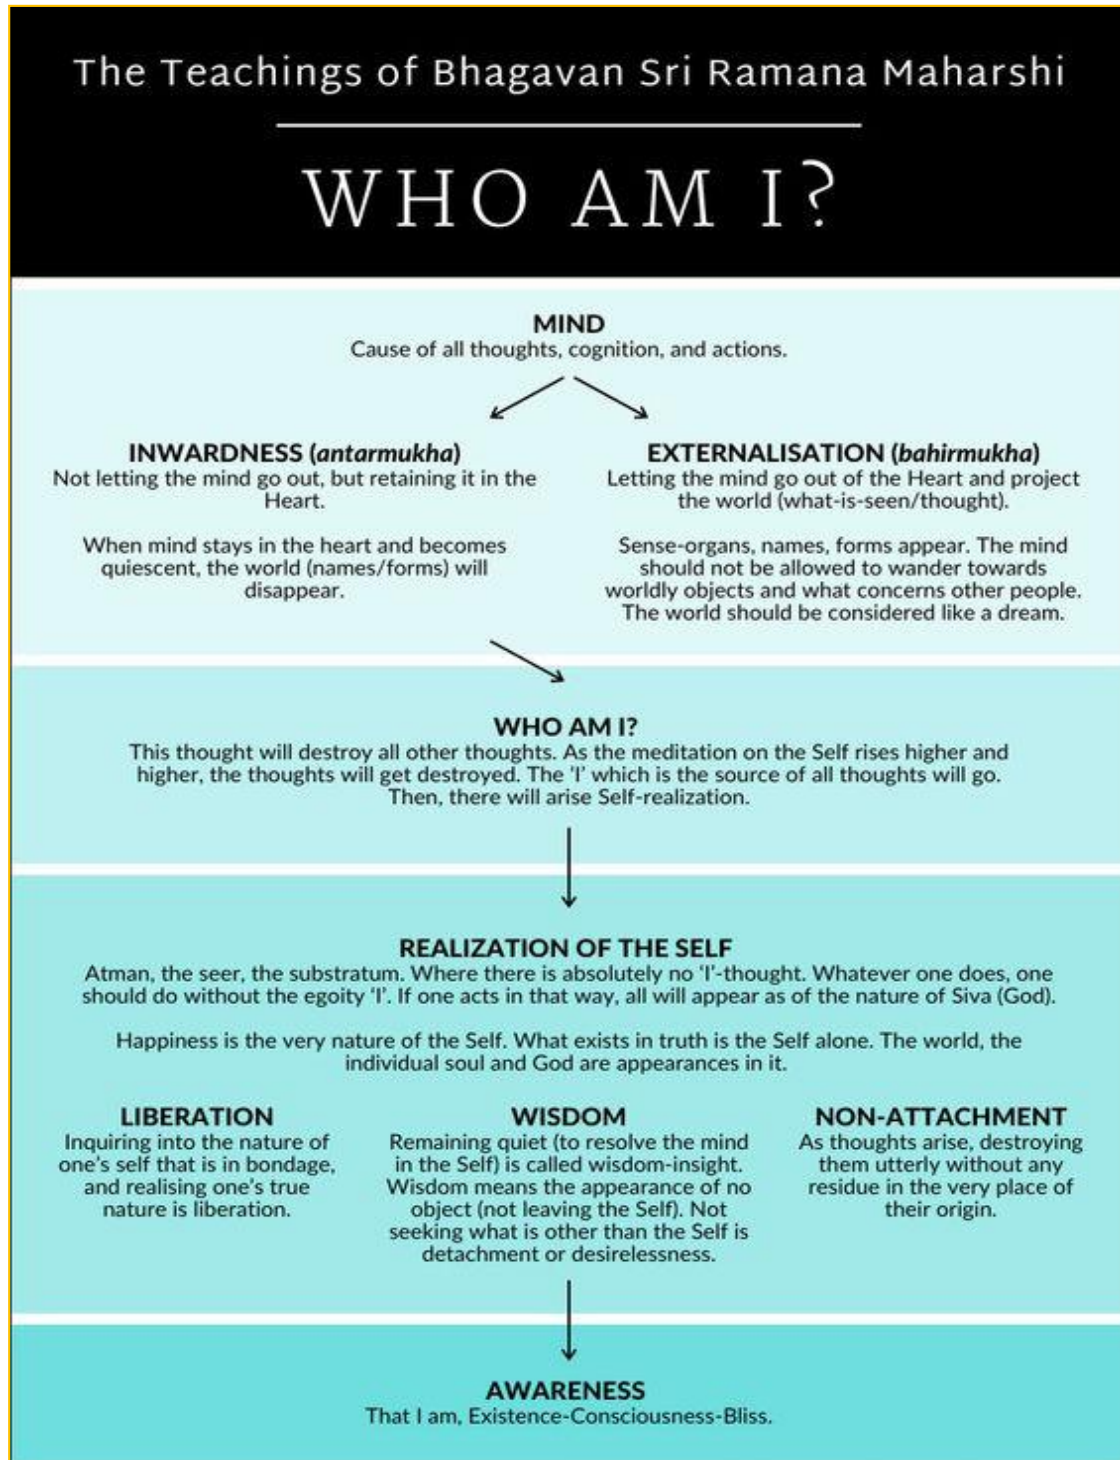 The Teachings of Bhagavan Sri Ramana Maharshi
WHO AM I?
MIND
Cause of all thoughts, cognition, and actions.
INWARDNESS (antarmukha)
Not letting the mind go out, but retaining it in the
Heart.
When mind stays in the heart and becomes
quiescent, the world (names/forms) will
disappear.
EXTERNALISATION (bahirmukha)
Letting the mind go out of the Heart and project
the world (what-is-seen/thought).
Sense-organs, names, forms appear. The mind
should not be allowed to wander towards
worldly objects and what concerns other people.
The world should be considered like a dream.
WHO AM I?
This thought will destroy all other thoughts. As the meditation on the Self rises higher and
higher, the thoughts will get destroyed. The 'I' which is the source of all thoughts will go.
Then, there will arise Self-realization.
REALIZATION OF THE SELF
Atman, the seer, the substratum. Where there is absolutely no 'I'-thought. Whatever one does, one
should do without the egoity 'I'. If one acts in that way, all will appear as of the nature of Siva (God).
Happiness is the very nature of the Self. What exists in truth is the Self alone. The world, the
individual soul and God are appearances in it.
LIBERATION
Inquiring into the nature of
one's self that is in bondage,
and realising one's true
nature is liberation.
WISDOM
Remaining quiet (to resolve the mind
in the Self) is called wisdom-insight.
Wisdom means the appearance of no
object (not leaving the Self). Not
seeking what is other than the Self is
detachment or desirelessness.
NON-ATTACHMENT
As thoughts arise, destroying
them utterly without any
residue in the very place of
their origin.
AWARENESS
That I am, Existence-Consciousness-Bliss.